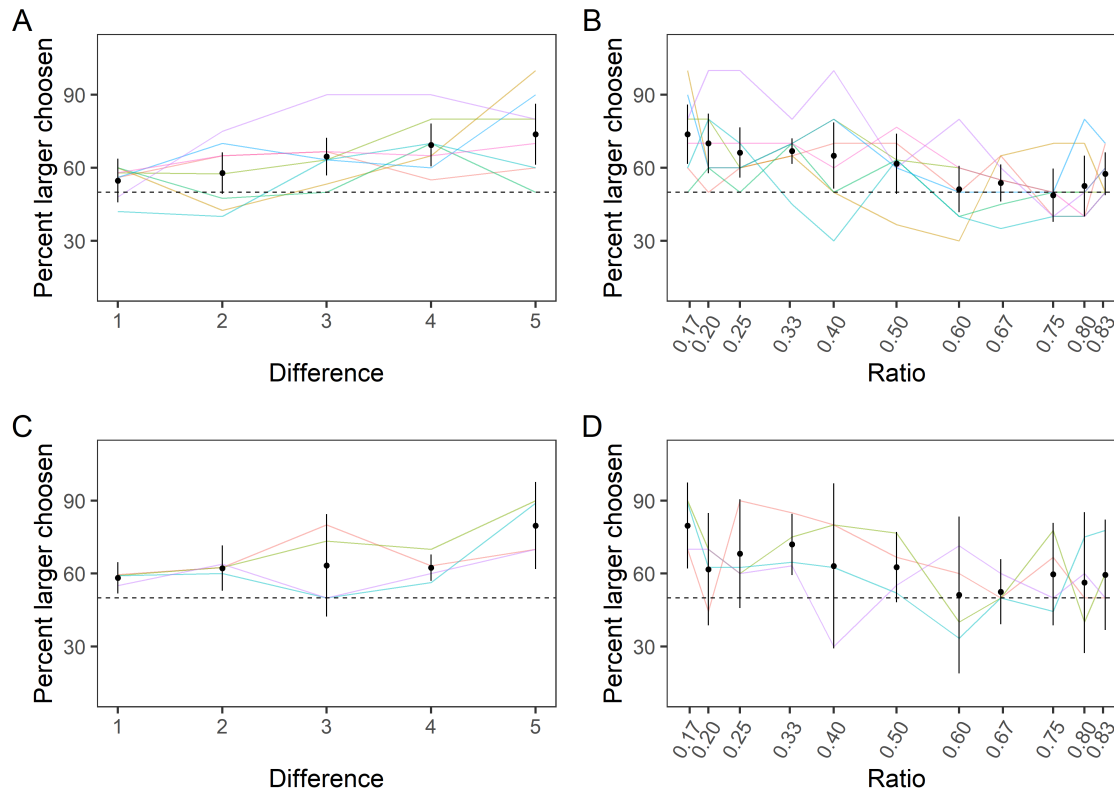 A
Percent larger choosen
90
60
30
1 2 3 4 5
Difference
B
Percent larger choosen
90
60
30
0.17 0.20 0.25 0.33 0.40 0.50 0.60 0.67 0.75 0.80 0.83
Ratio
C
Percent larger choosen
90
60
30
1 2 3 4 5
Difference
D
Percent larger choosen
90
60
30
0.17 0.20 0.25 0.33 0.40 0.50 0.60 0.67 0.75 0.80 0.83
Ratio